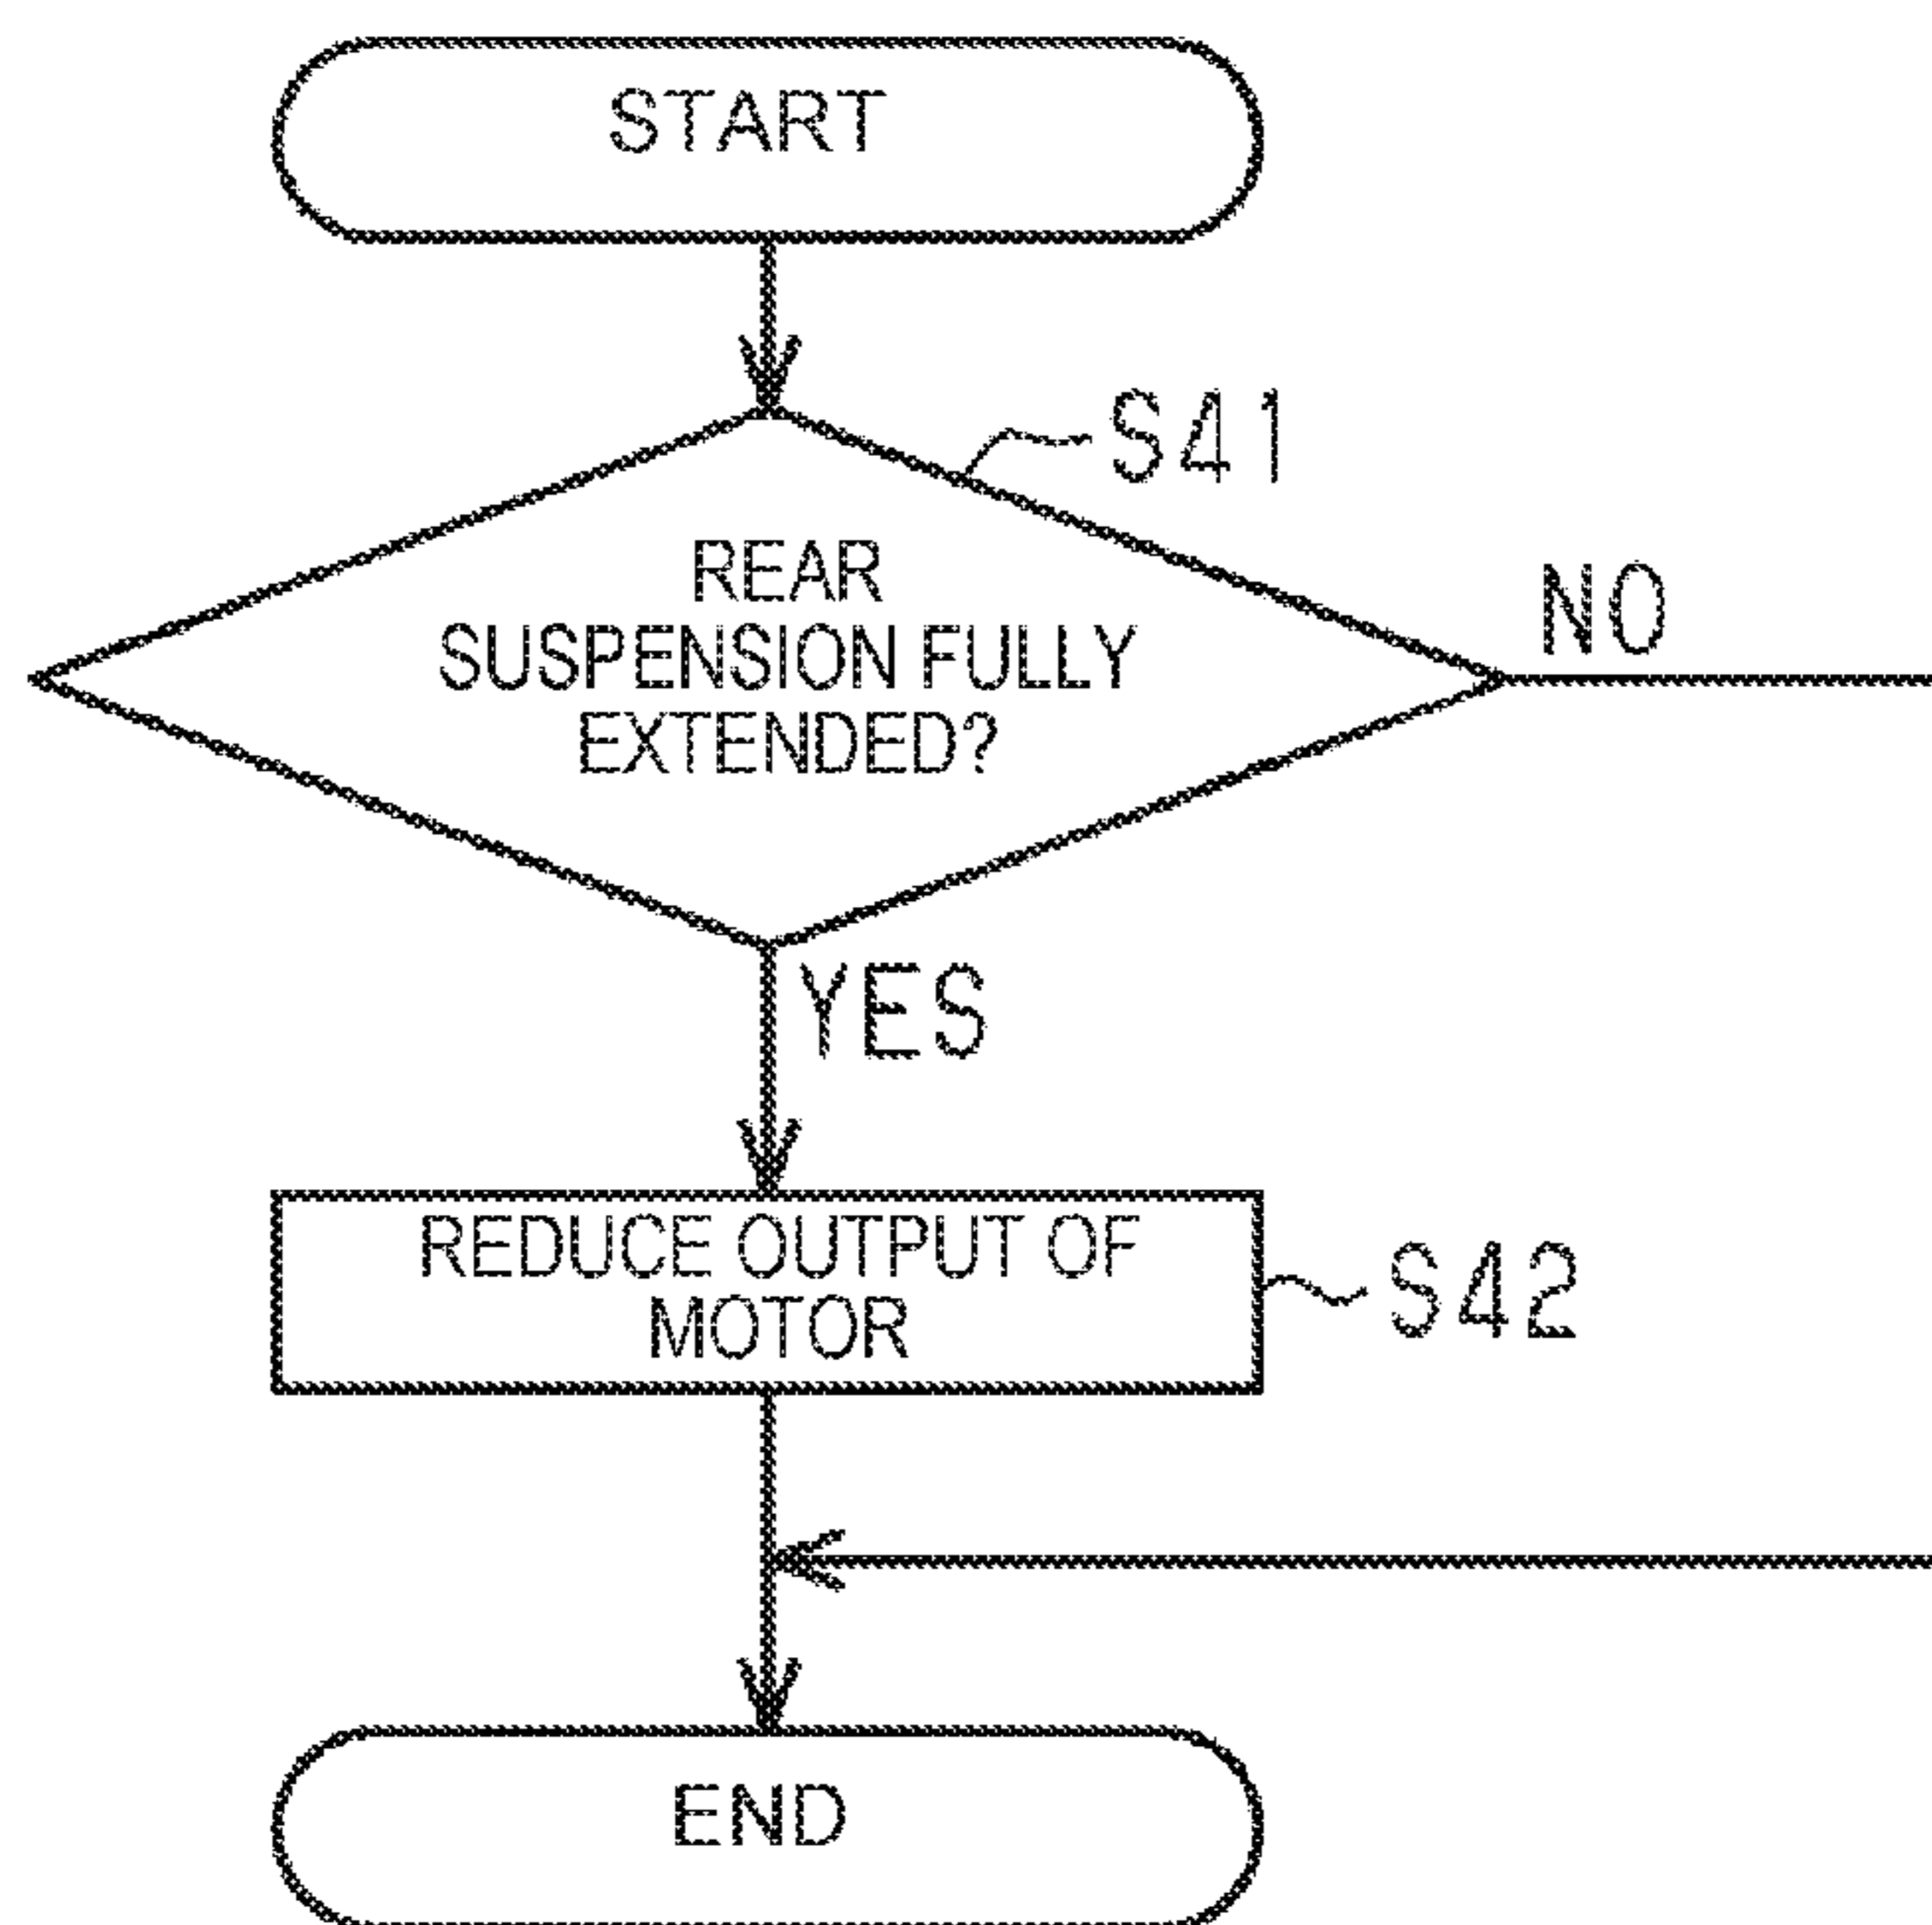 START
S41
REAR
SUSPENSION FULLY
EXTENDED?
NO
YES
REDUCE OUTPUT OF
MOTOR
S42
END